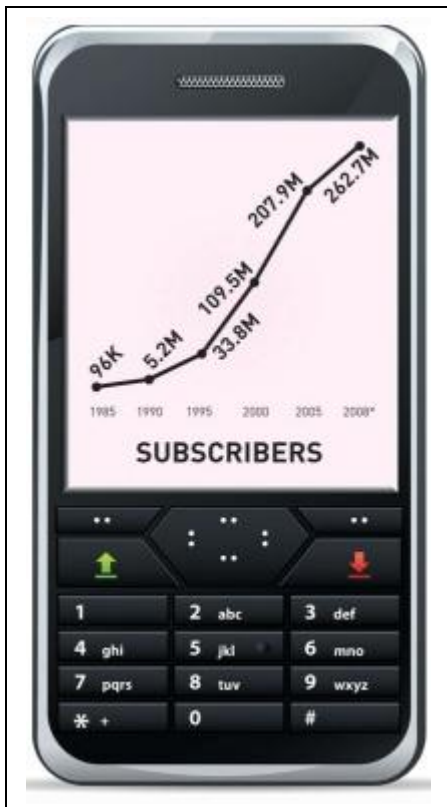 262.7M
207.9M
109.5M
33.8M
5.2M
96K
1985 1990 1995 2000 2005 2008*
SUBSCRIBERS
1 2 abc 3 def
4 ghi 5 jkl 6 mno
7 pqrs 8 tuv 9 wxyz
* + 0 #